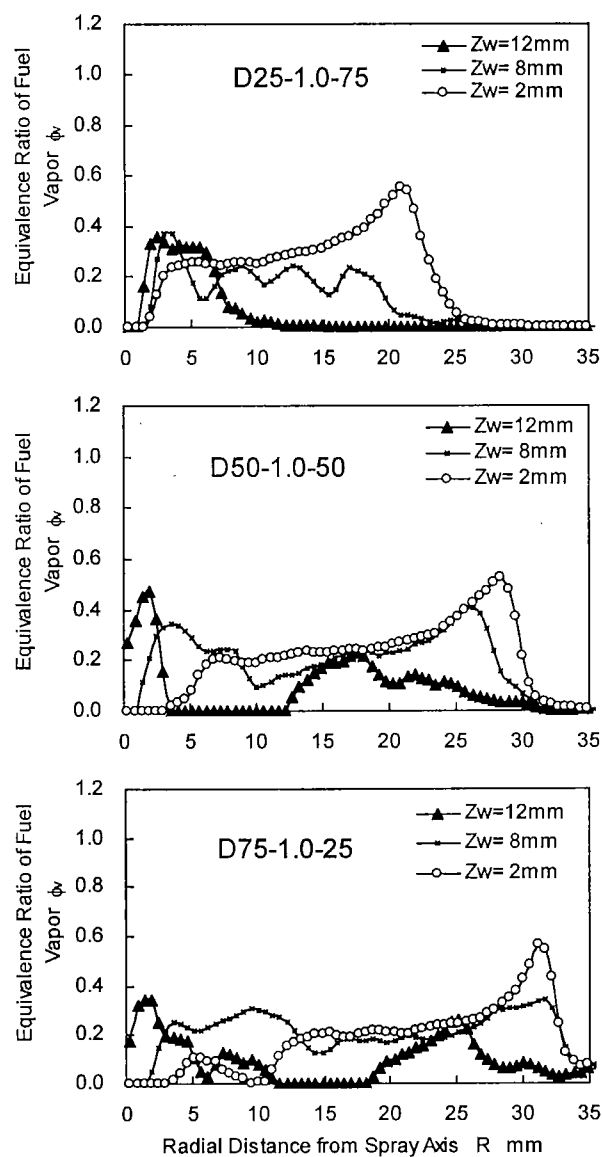 Equivalence Ratio of Fuel
Vapor ϕv
1.2
1.0
0.8
0.6
0.4
0.2
0.0
D25-1.0-75
Zw=12mm
Zw= 8mm
Zw= 2mm
0 5 10 15 20 25 30 35
Equivalence Ratio of Fuel
Vapor ϕv
1.2
1.0
0.8
0.6
0.4
0.2
0.0
D50-1.0-50
Zw=12mm
Zw= 8mm
Zw= 2mm
0 5 10 15 20 25 30 35
Equivalence Ratio of Fuel
Vapor ϕv
1.2
1.0
0.8
0.6
0.4
0.2
0.0
D75-1.0-25
Zw=12mm
Zw= 8mm
Zw= 2mm
0 5 10 15 20 25 30 35
Radial Distance from Spray Axis R mm